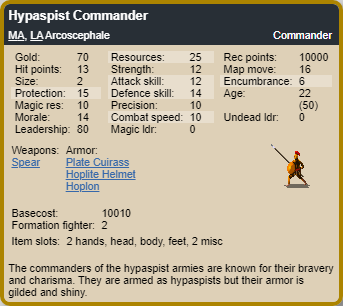 Hypaspist Commander
MA, LA Arcoscephale Commander
Gold: 70 Resources: 25 Rec points: 10000
Hit points: 13 Strength: 12 Map move: 16
Size: 2 Attack skill: 12 Encumbrance: 6
Protection: 15 Defence skill: 14 Age: 22
Magic res: 10 Precision: 10 (50)
Morale: 14 Combat speed: 10 Undead ldr: 0
Leadership: 80 Magic ldr: 0
Weapons: Armor:
Spear Plate Cuirass
Hoplite Helmet
Hoplon
Basecost: 10010
Formation fighter: 2
Item slots: 2 hands, head, body, feet, 2 misc
The commanders of the hypaspist armies are known for their bravery
and charisma. They are armed as hypaspists but their armor is
gilded and shiny.